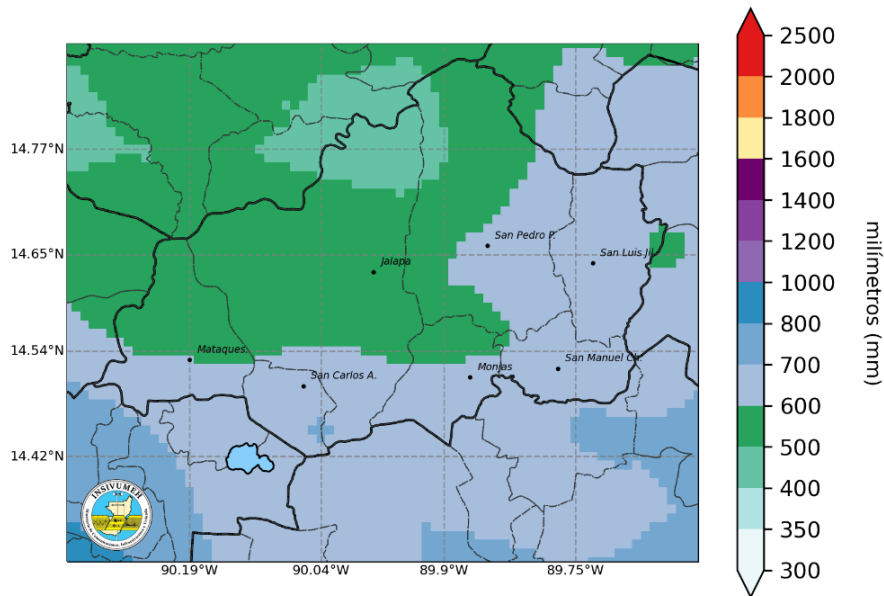 14.77°N
14.65°N
14.54°N
14.42°N
90.19°W
90.04°W
89.9°W
89.75°W
San Pedro P.
San Luis Jil.
Jalapa
Mataques.
San Carlos A.
Monjas
San Manuel Ch.
INSIVUMEH
2500
2000
1800
1600
1400
1200
1000
800
700
600
500
400
350
300
milímetros (mm)